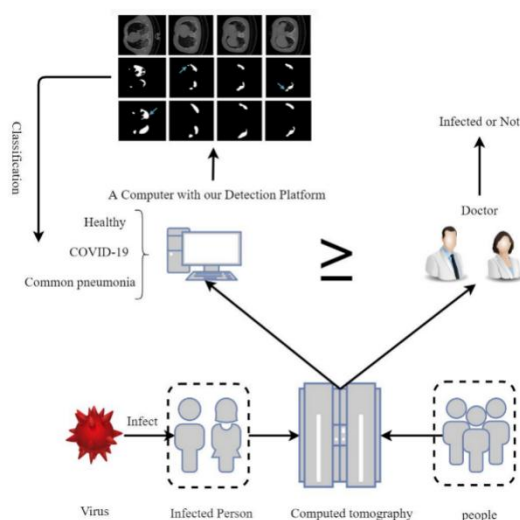 Classification
Infected or Not
A Computer with our Detection Platform
Healthy
COVID-19
Common pneumonia
≥
Doctor
Infect
Virus
Infected Person
Computed tomography
people